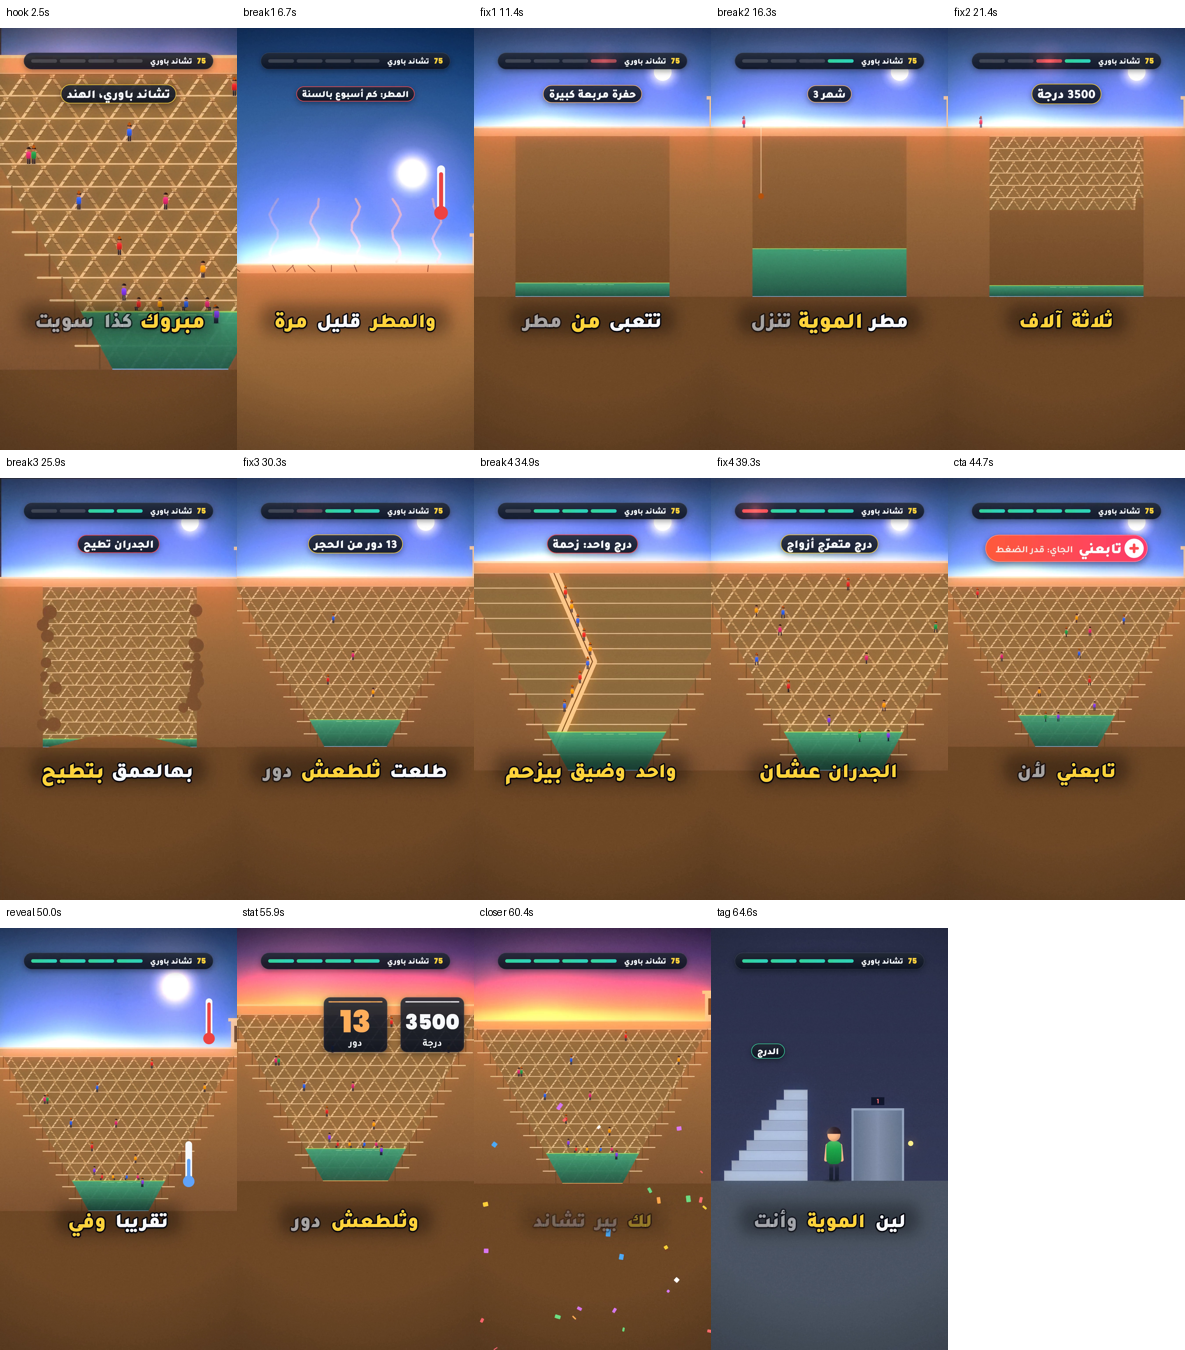 hook 2.5s
75 تشاند باوري
تشاند باوري، الهند
مبروك كذا سويت
break1 6.7s
75 تشاند باوري
المطر: كم أسبوع بالسنة
والمطر قليل مرة
fix1 11.4s
75 تشاند باوري
حفرة مربعة كبيرة
تتعبى من مطر
break2 16.3s
75 تشاند باوري
3 شهر
مطر الموية تنزل
fix2 21.4s
75 تشاند باوري
3500 درجة
ثلاثة آلاف
break3 25.9s
75 تشاند باوري
الجدران تطيح
بهالعمق بتطيح
fix3 30.3s
75 تشاند باوري
13 دور من الحجر
طلعت ثلطعش دور
break4 34.9s
75 تشاند باوري
درج واحد: زحمة
واحد وضيق بيزحم
fix4 39.3s
75 تشاند باوري
درج متعرّج أزواج
الجدران عشان
cta 44.7s
75 تشاند باوري
تابعني الجاي: قدر الضغط
تابعني لأن
reveal 50.0s
75 تشاند باوري
تقريبا وفي
stat 55.9s
75 تشاند باوري
3500 درجة
13 دور
وثلطعش دور
closer 60.4s
75 تشاند باوري
لك بير تشاند
tag 64.6s
75 تشاند باوري
الدرج
1
لين الموية وأنت